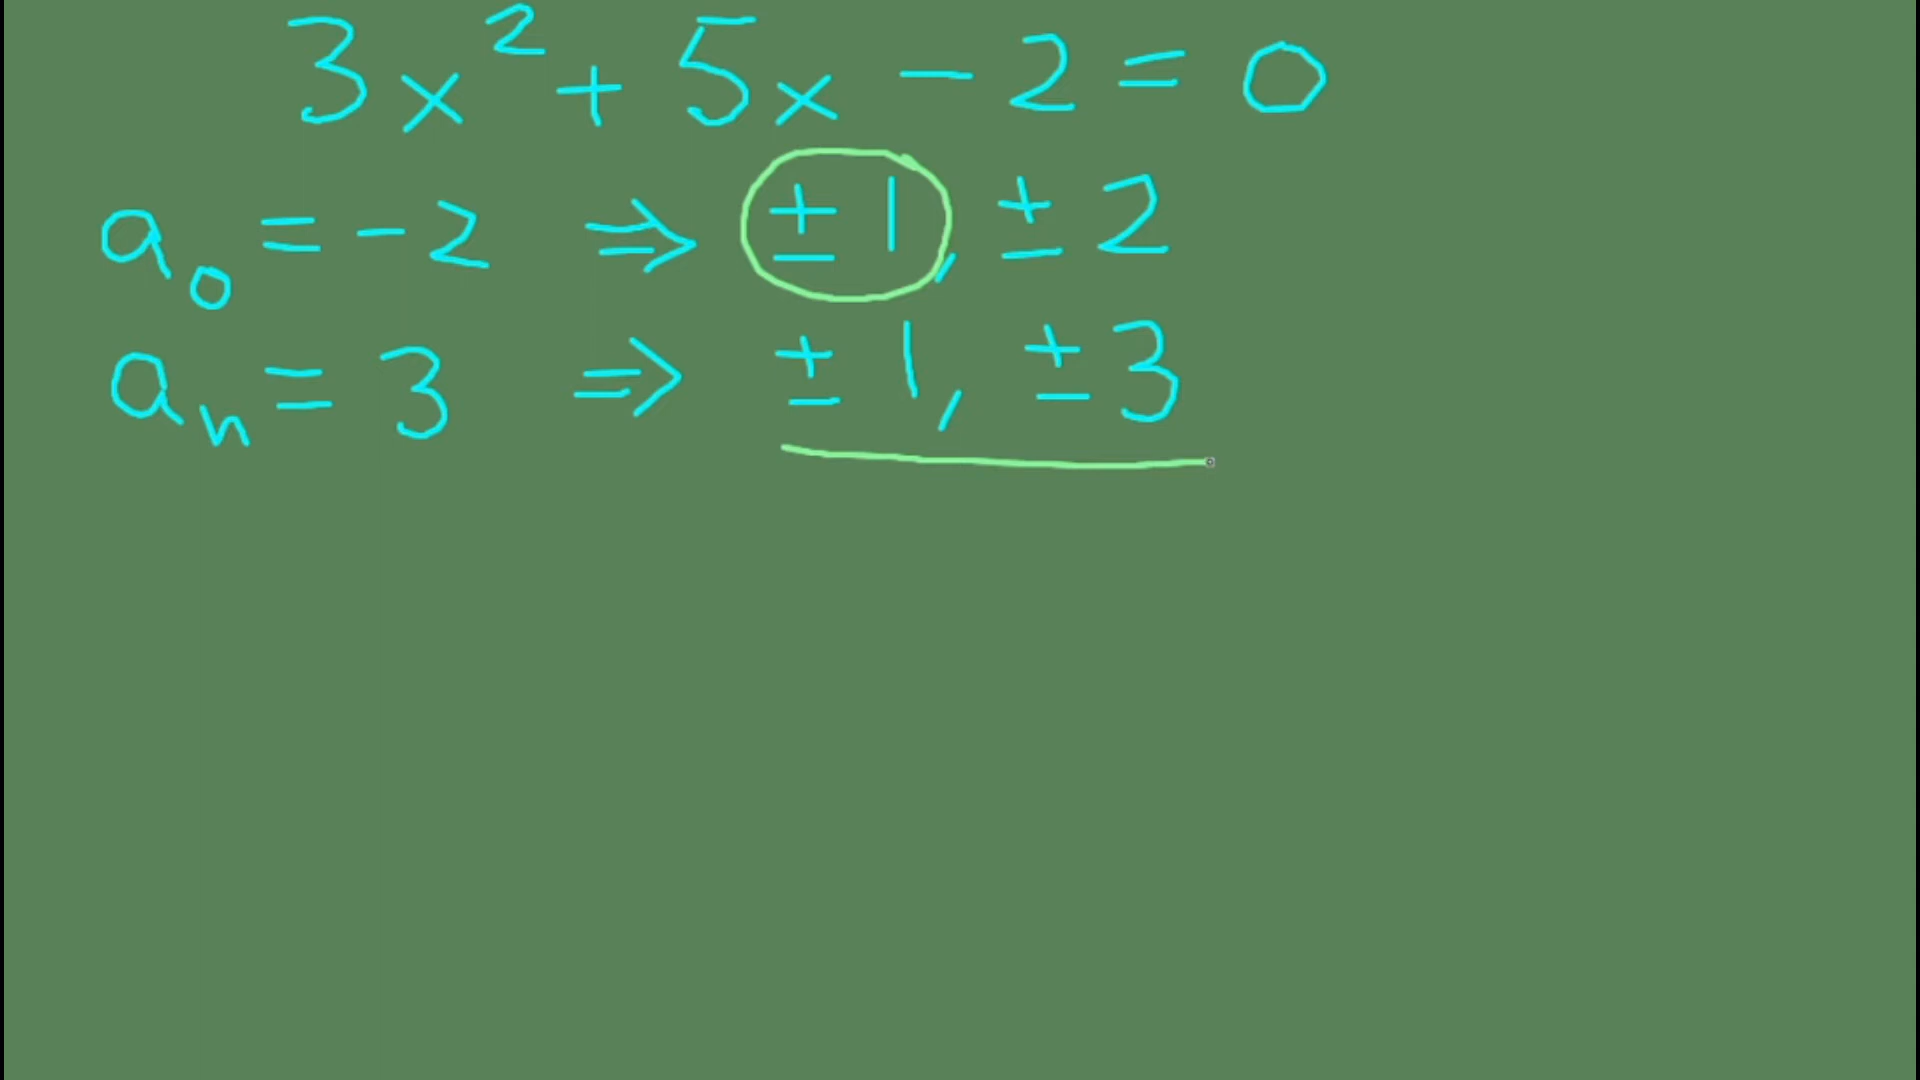 3x² + 5x - 2 = 0
a₀ = -2 ⇒ ± 1, ± 2
aₙ = 3 ⇒ ± 1, ± 3